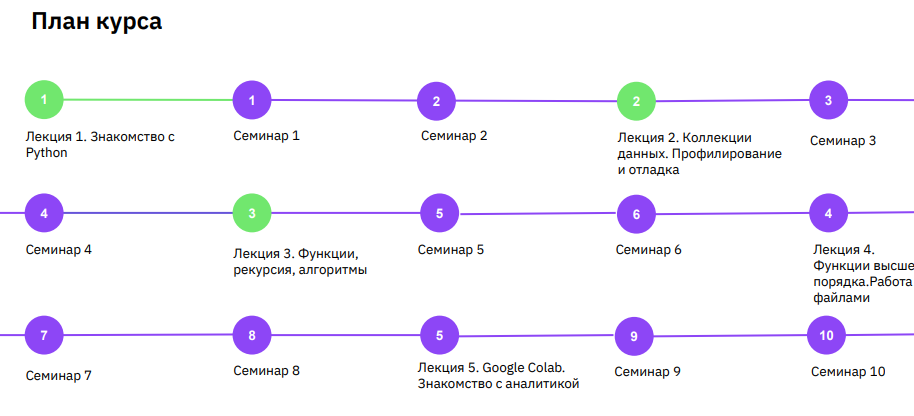 План курса
1
1
2
2
3
Лекция 1. Знакомство с
Python
Семинар 1
Семинар 2
Лекция 2. Коллекции
данных. Профилирование
и отладка
Семинар 3
4
3
5
6
4
Семинар 4
Лекция 3. Функции,
рекурсия, алгоритмы
Семинар 5
Семинар 6
Лекция 4.
Функции высше
порядка.Работа
файлами
7
8
5
9
10
Семинар 7
Семинар 8
Лекция 5. Google Colab.
Знакомство с аналитикой
Семинар 9
Семинар 10